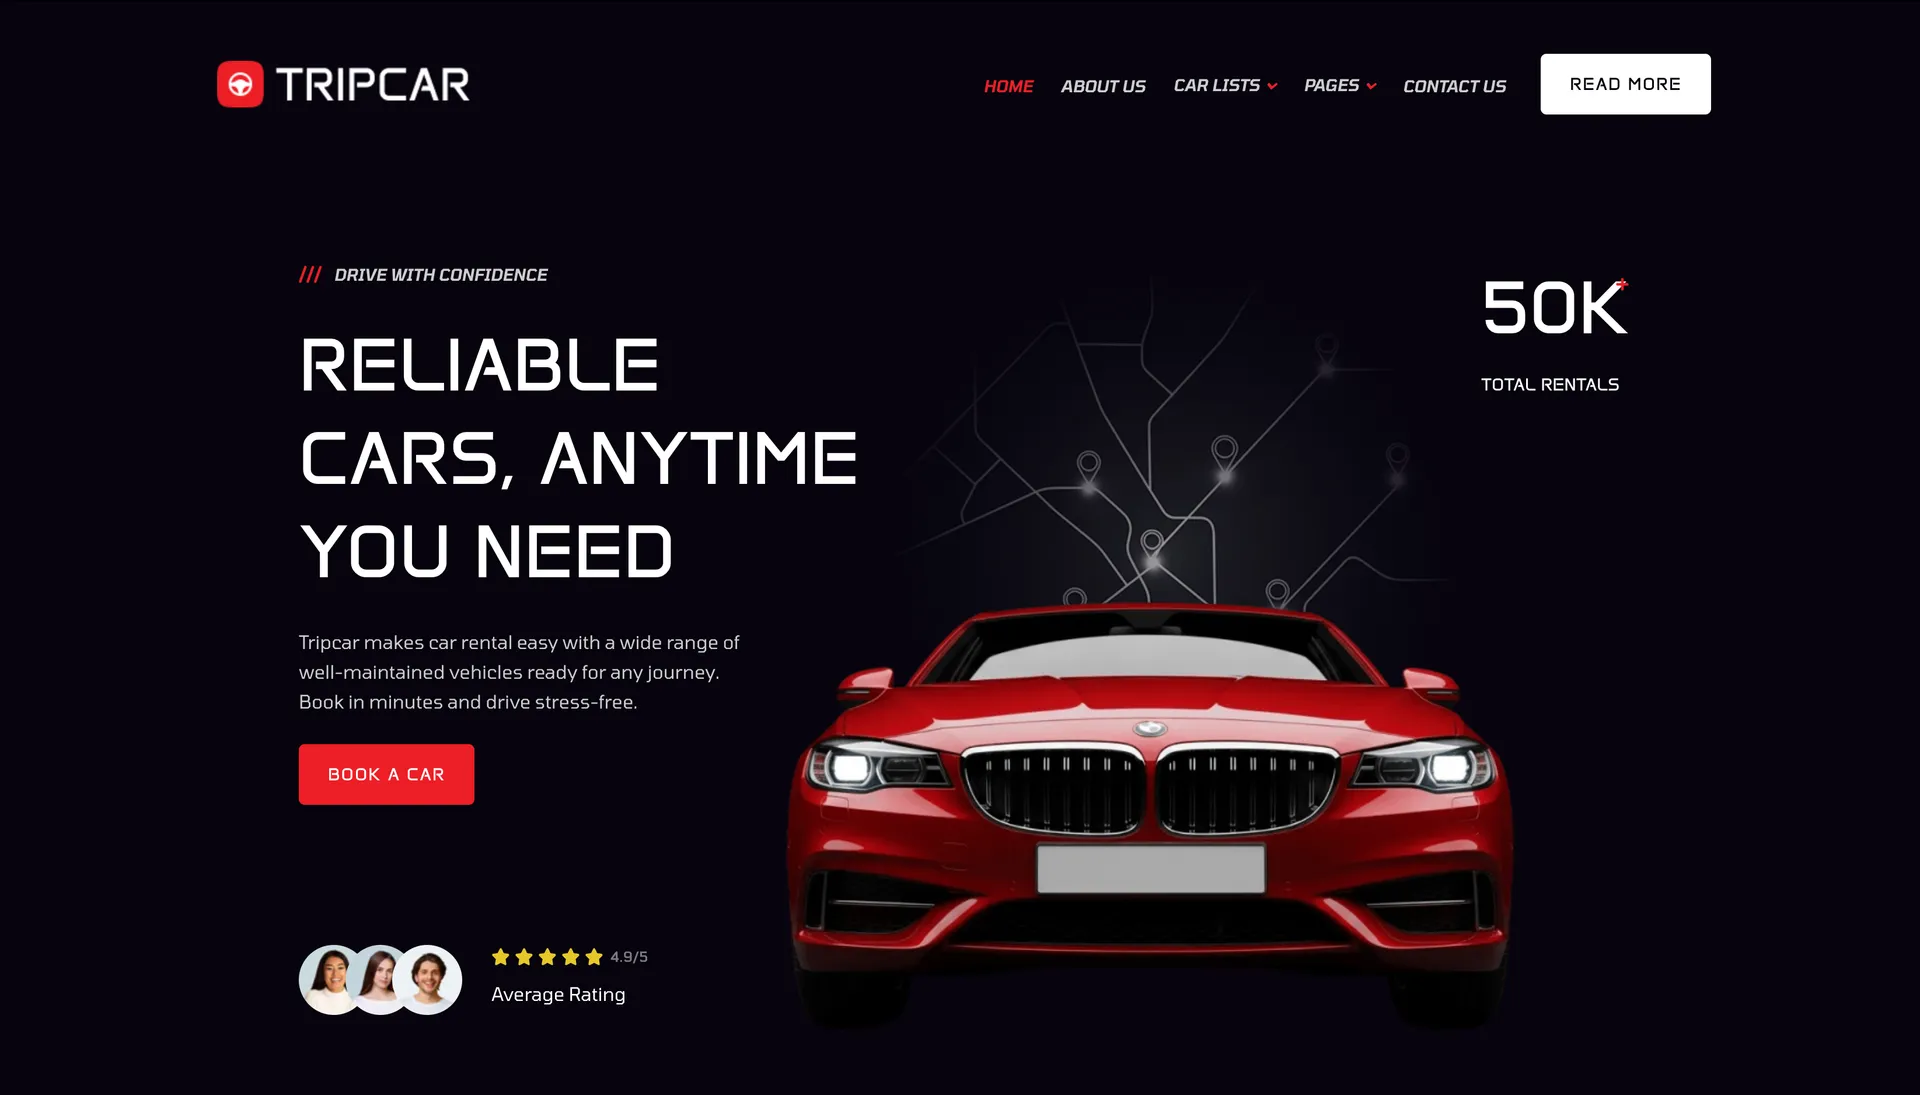 TRIPCAR
HOME
ABOUT US
CAR LISTS
PAGES
CONTACT US
READ MORE
/// DRIVE WITH CONFIDENCE
RELIABLE
CARS, ANYTIME
YOU NEED
Tripcar makes car rental easy with a wide range of
well-maintained vehicles ready for any journey.
Book in minutes and drive stress-free.
BOOK A CAR
4.9/5
Average Rating
50K+
TOTAL RENTALS